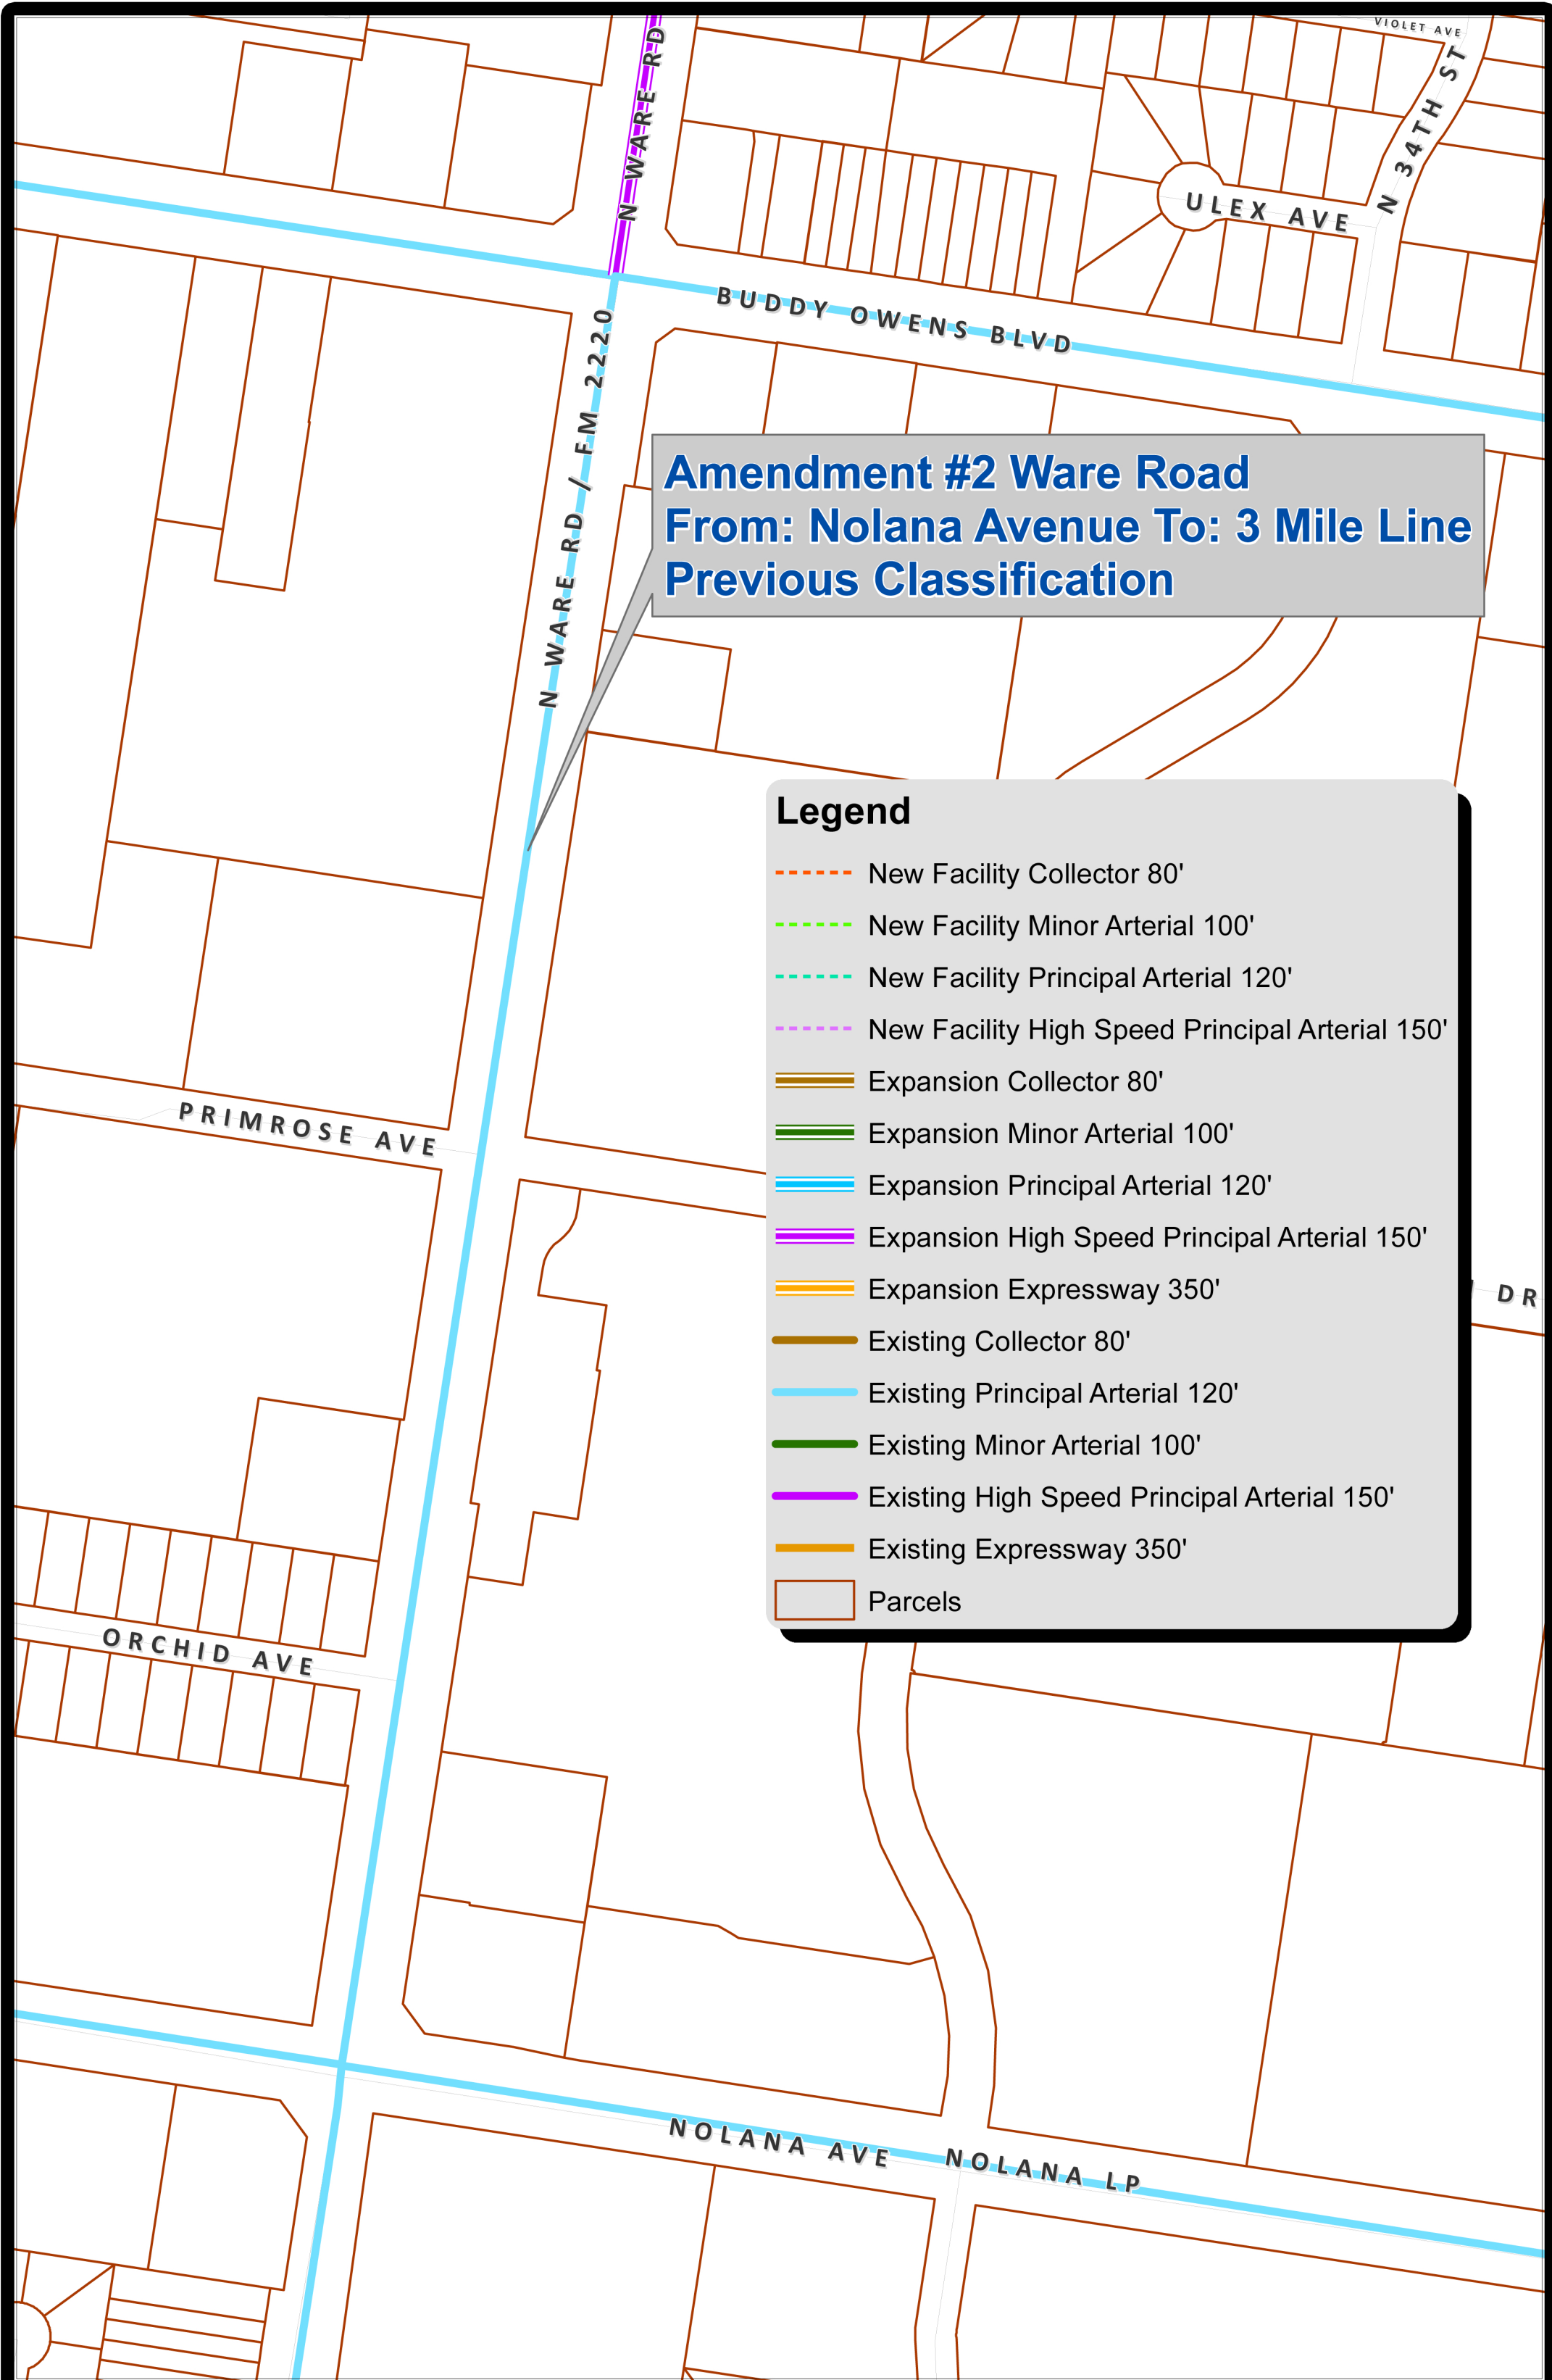 VIOLET AVE
N WARE RD
N 34TH ST
ULEX AVE
BUDDY OWENS BLVD
N WARE RD / FM 2220
Amendment #2 Ware Road
From: Nolana Avenue To: 3 Mile Line
Previous Classification
Legend
New Facility Collector 80'
New Facility Minor Arterial 100'
New Facility Principal Arterial 120'
New Facility High Speed Principal Arterial 150'
Expansion Collector 80'
Expansion Minor Arterial 100'
Expansion Principal Arterial 120'
Expansion High Speed Principal Arterial 150'
Expansion Expressway 350'
Existing Collector 80'
Existing Principal Arterial 120'
Existing Minor Arterial 100'
Existing High Speed Principal Arterial 150'
Existing Expressway 350'
Parcels
PRIMROSE AVE
DR
ORCHID AVE
NOLANA AVE
NOLANA LP